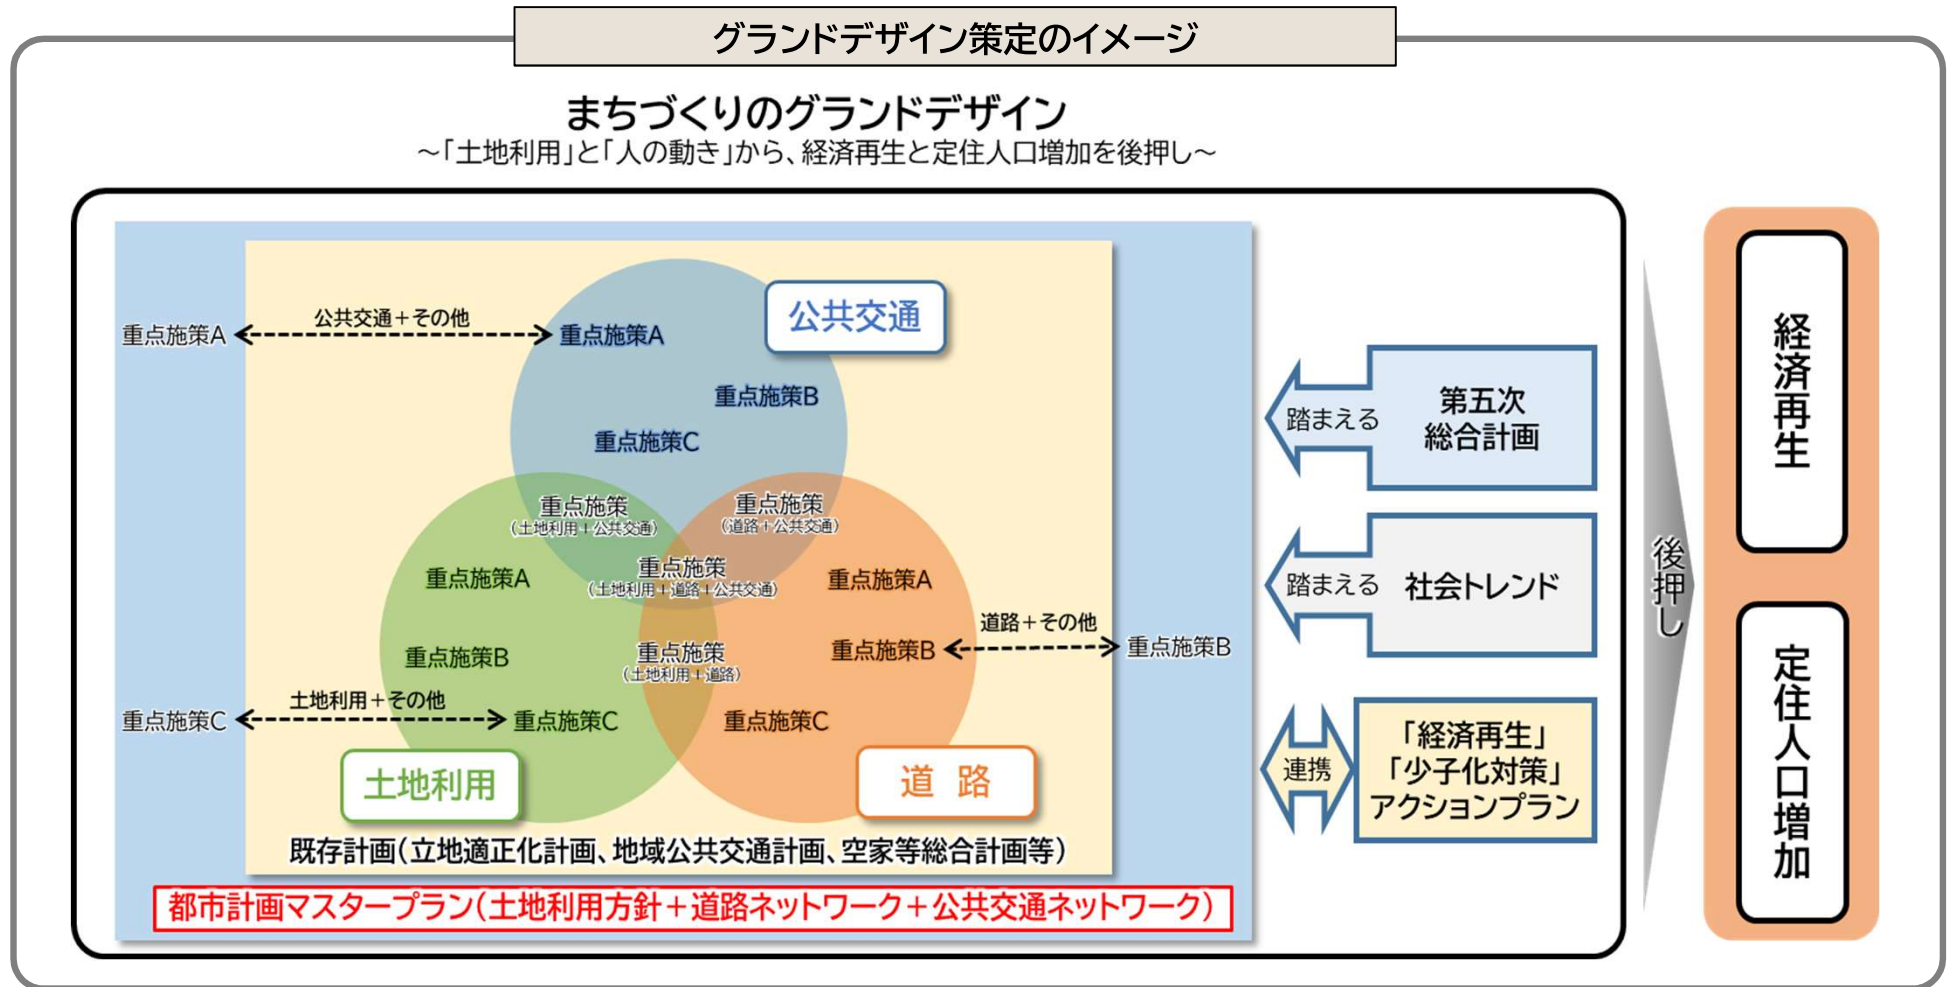 グランドデザイン策定のイメージ
まちづくりのグランドデザイン
~「土地利用」と「人の動き」から、経済再生と定住人口増加を後押し~
公共交通
重点施策A
公共交通+その他
重点施策A
重点施策B
重点施策C
重点施策
(土地利用+公共交通)
重点施策
(道路+公共交通)
重点施策
(土地利用+道路+公共交通)
重点施策A
重点施策A
重点施策B
重点施策
(土地利用+道路)
重点施策B
道路+その他
重点施策B
重点施策C
土地利用+その他
重点施策C
重点施策C
土地利用
道 路
既存計画(立地適正化計画、地域公共交通計画、空家等総合計画等)
都市計画マスタープラン(土地利用方針+道路ネットワーク+公共交通ネットワーク)
踏まえる
第五次
総合計画
踏まえる
社会トレンド
連携
「経済再生」
「少子化対策」
アクションプラン
後押し
経済再生
定住人口増加